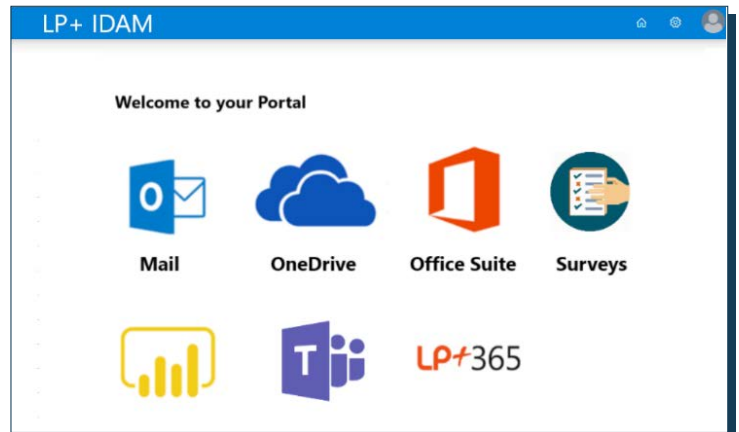 LP+ IDAM
Welcome to your Portal
O
Mail OneDrive Office Suite Surveys
T LP+365